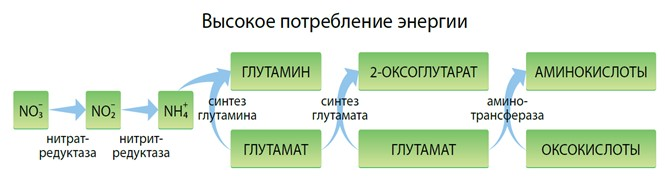 Высокое потребление энергии
ГЛУТАМИН
2-ОКСОГЛУТАРАТ
АМИНОКИСЛОТЫ
NO₃⁻
NO₂⁻
NH₄⁺
синтез
глутамина
синтез
глутамата
амино-
трансфераза
нитрат-
редуктаза
нитрит-
редуктаза
ГЛУТАМАТ
ГЛУТАМАТ
ОКСОКИСЛОТЫ